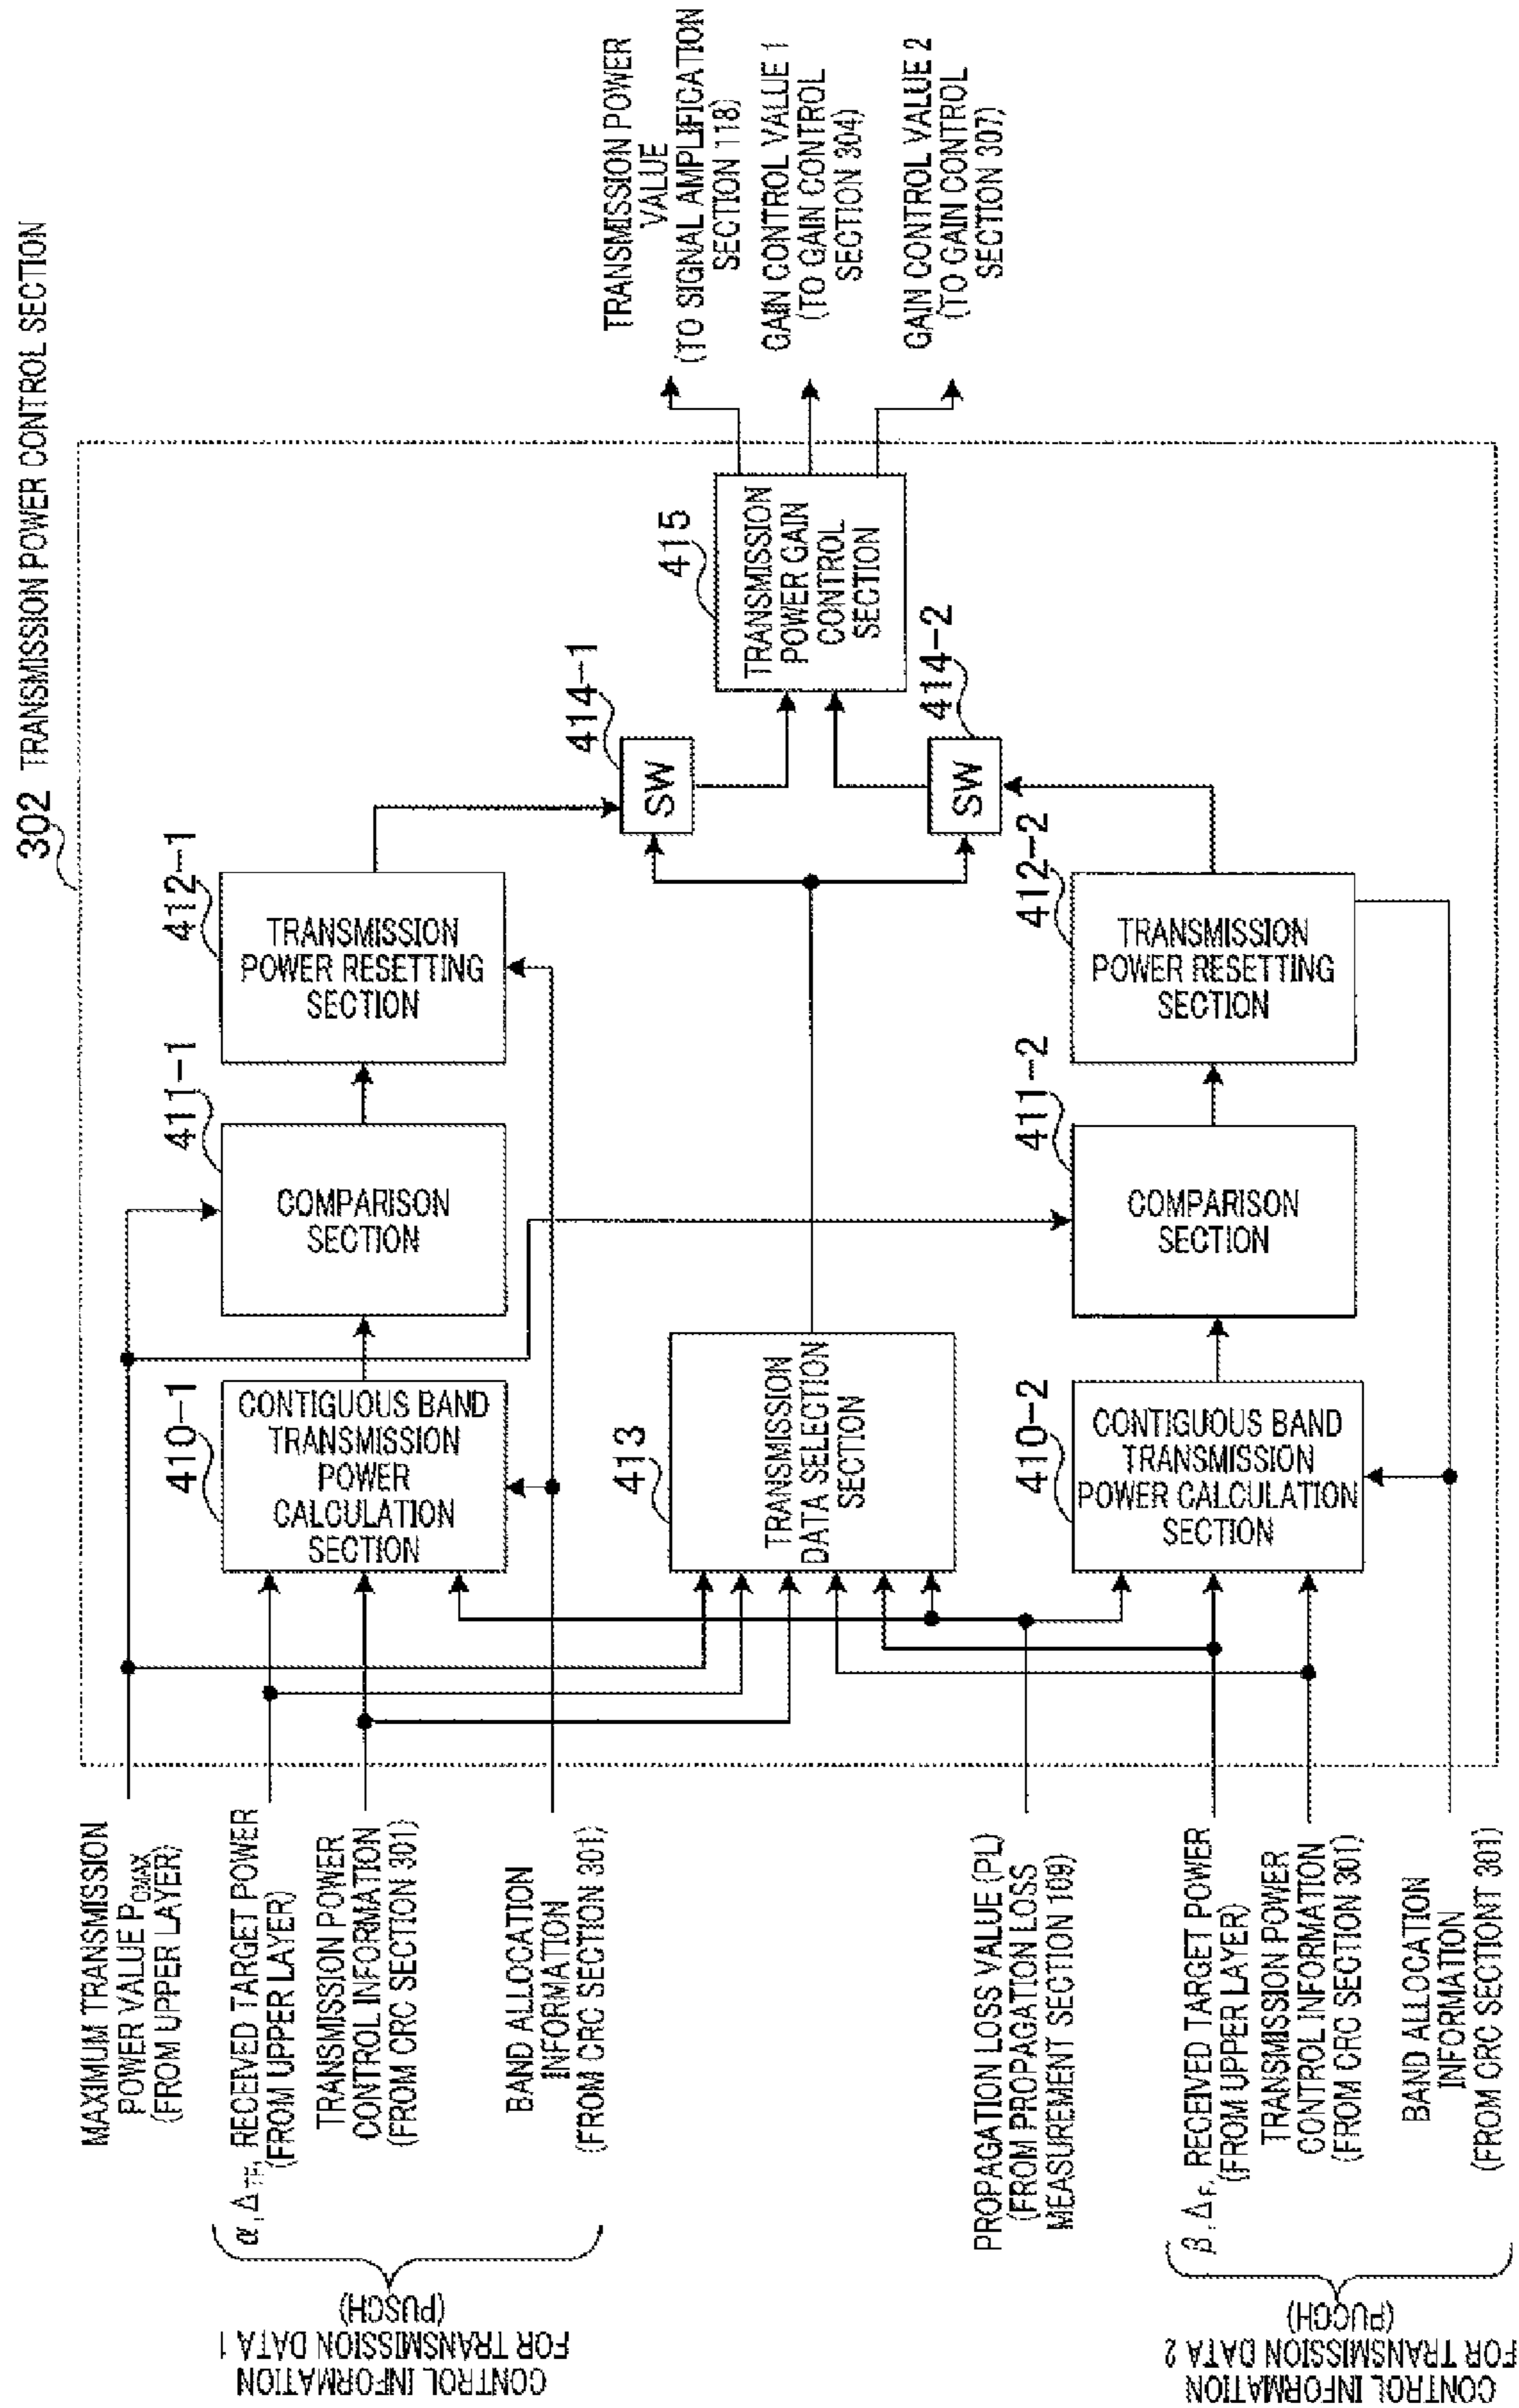 302 TRANSMISSION POWER CONTROL SECTION
MAXIMUM TRANSMISSION
POWER VALUE P_CMAX
(FROM UPPER LAYER)
CONTROL INFORMATION
FOR TRANSMISSION DATA 1
(PUSCH)
α, Δ_TF, RECEIVED TARGET POWER
(FROM UPPER LAYER)
TRANSMISSION POWER
CONTROL INFORMATION
(FROM CRC SECTION 301)
BAND ALLOCATION
INFORMATION
(FROM CRC SECTION 301)
PROPAGATION LOSS VALUE (PL)
(FROM PROPAGATION LOSS
MEASUREMENT SECTION 109)
CONTROL INFORMATION
FOR TRANSMISSION DATA 2
(PUCCH)
β, Δ_F, RECEIVED TARGET POWER
(FROM UPPER LAYER)
TRANSMISSION POWER
CONTROL INFORMATION
(FROM CRC SECTION 301)
BAND ALLOCATION
INFORMATION
(FROM CRC SECTIONT 301)
410-1
CONTIGUOUS BAND
TRANSMISSION
POWER
CALCULATION
SECTION
411-1
COMPARISON
SECTION
412-1
TRANSMISSION
POWER RESETTING
SECTION
413
TRANSMISSION
DATA SELECTION
SECTION
414-1
SW
414-2
SW
410-2
CONTIGUOUS BAND
TRANSMISSION
POWER CALCULATION
SECTION
411-2
COMPARISON
SECTION
412-2
TRANSMISSION
POWER RESETTING
SECTION
415
TRANSMISSION
POWER GAIN
CONTROL
SECTION
TRANSMISSION POWER
VALUE
(TO SIGNAL AMPLIFICATION
SECTION 118)
GAIN CONTROL VALUE 1
(TO GAIN CONTROL
SECTION 304)
GAIN CONTROL VALUE 2
(TO GAIN CONTROL
SECTION 307)